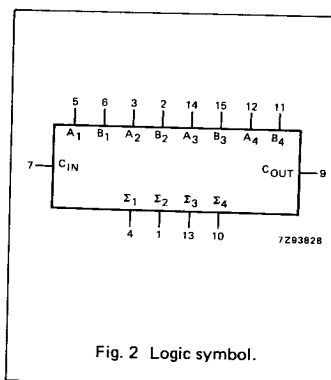 5 6 3 2 14 15 12 11
A1 B1 A2 B2 A3 B3 A4 B4
7 CIN COUT 9
Σ1 Σ2 Σ3 Σ4
4 1 13 10
7Z93828
Fig. 2 Logic symbol.